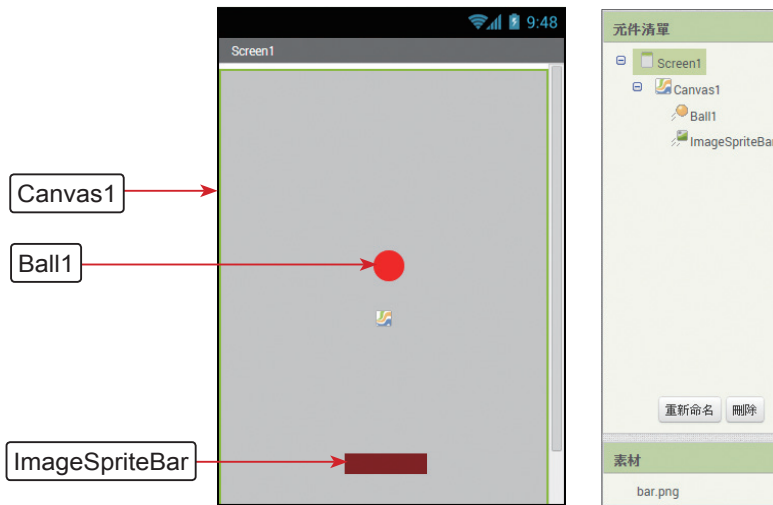 9:48
Screen1
Canvas1
Ball1
ImageSpriteBar
元件清單
Screen1
Canvas1
Ball1
ImageSpriteBar
重新命名
刪除
素材
bar.png